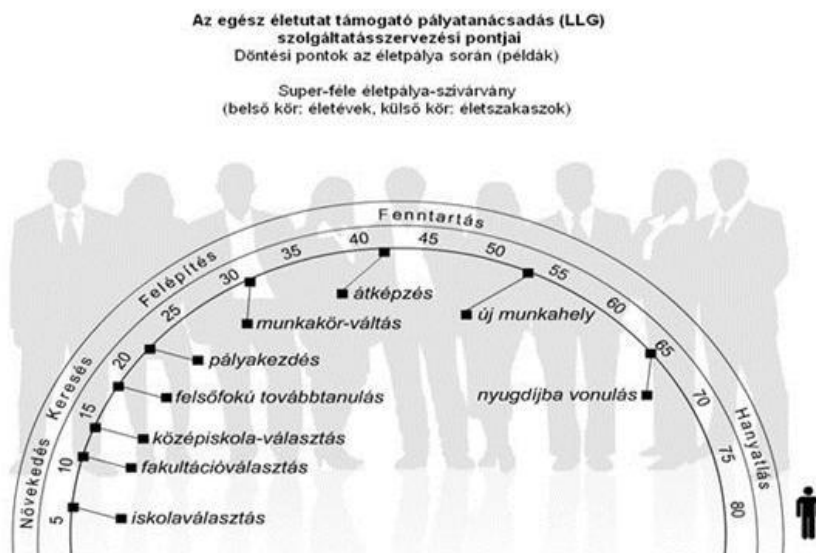 Az egész életutat támogató pályatanácsadás (LLG)
szolgáltatásszervezési pontjai
Döntési pontok az életpálya során (példák)
Super-féle életpálya-szivárvány
(belső kör: életévek, külső kör: életszakaszok)
Növekedés
Keresés
Felépítés
Fenntartás
Hanyatlás
5
10
15
20
25
30
35
40
45
50
55
60
65
70
75
80
átképzés
új munkahely
munkakör-váltás
pályakezdés
felsőfokú továbbtanulás
nyugdíjba vonulás
középiskola-választás
fakultációválasztás
iskolaválasztás